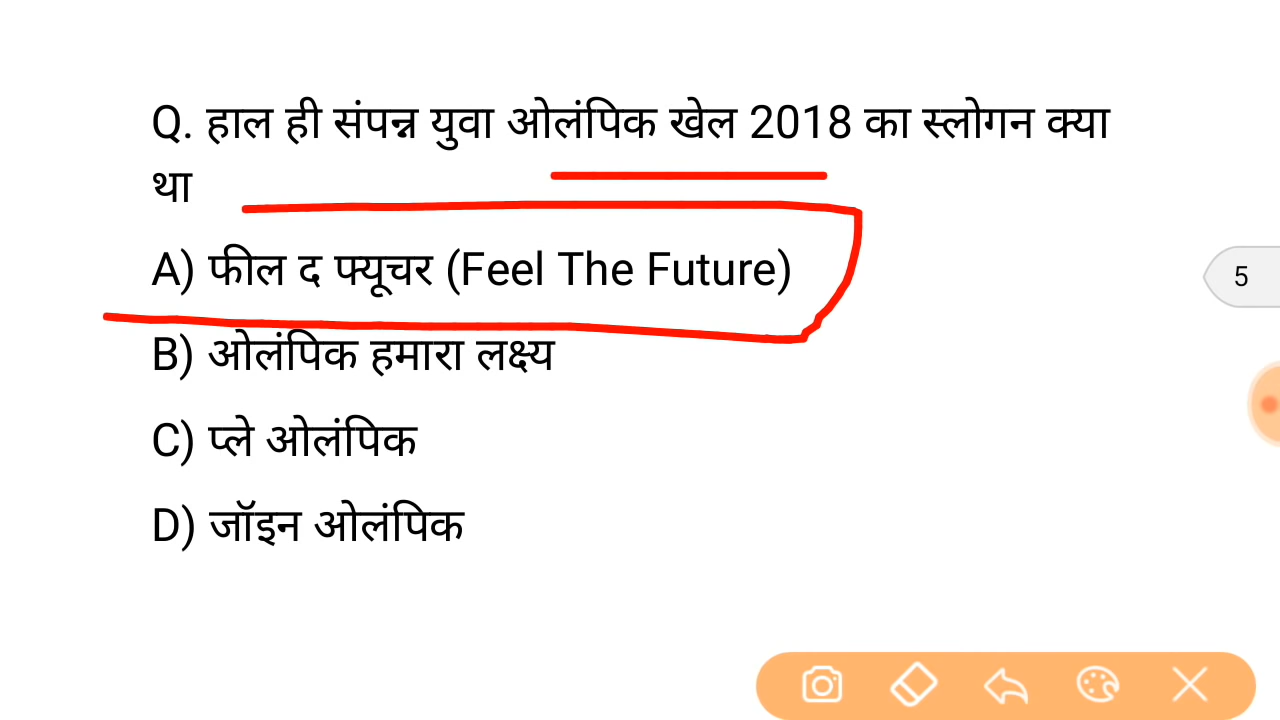 Q. हाल ही संपन्न युवा ओलंपिक खेल 2018 का स्लोगन क्या
था
A) फील द फ्यूचर (Feel The Future)
5
B) ओलंपिक हमारा लक्ष्य
C) प्ले ओलंपिक
D) जॉइन ओलंपिक